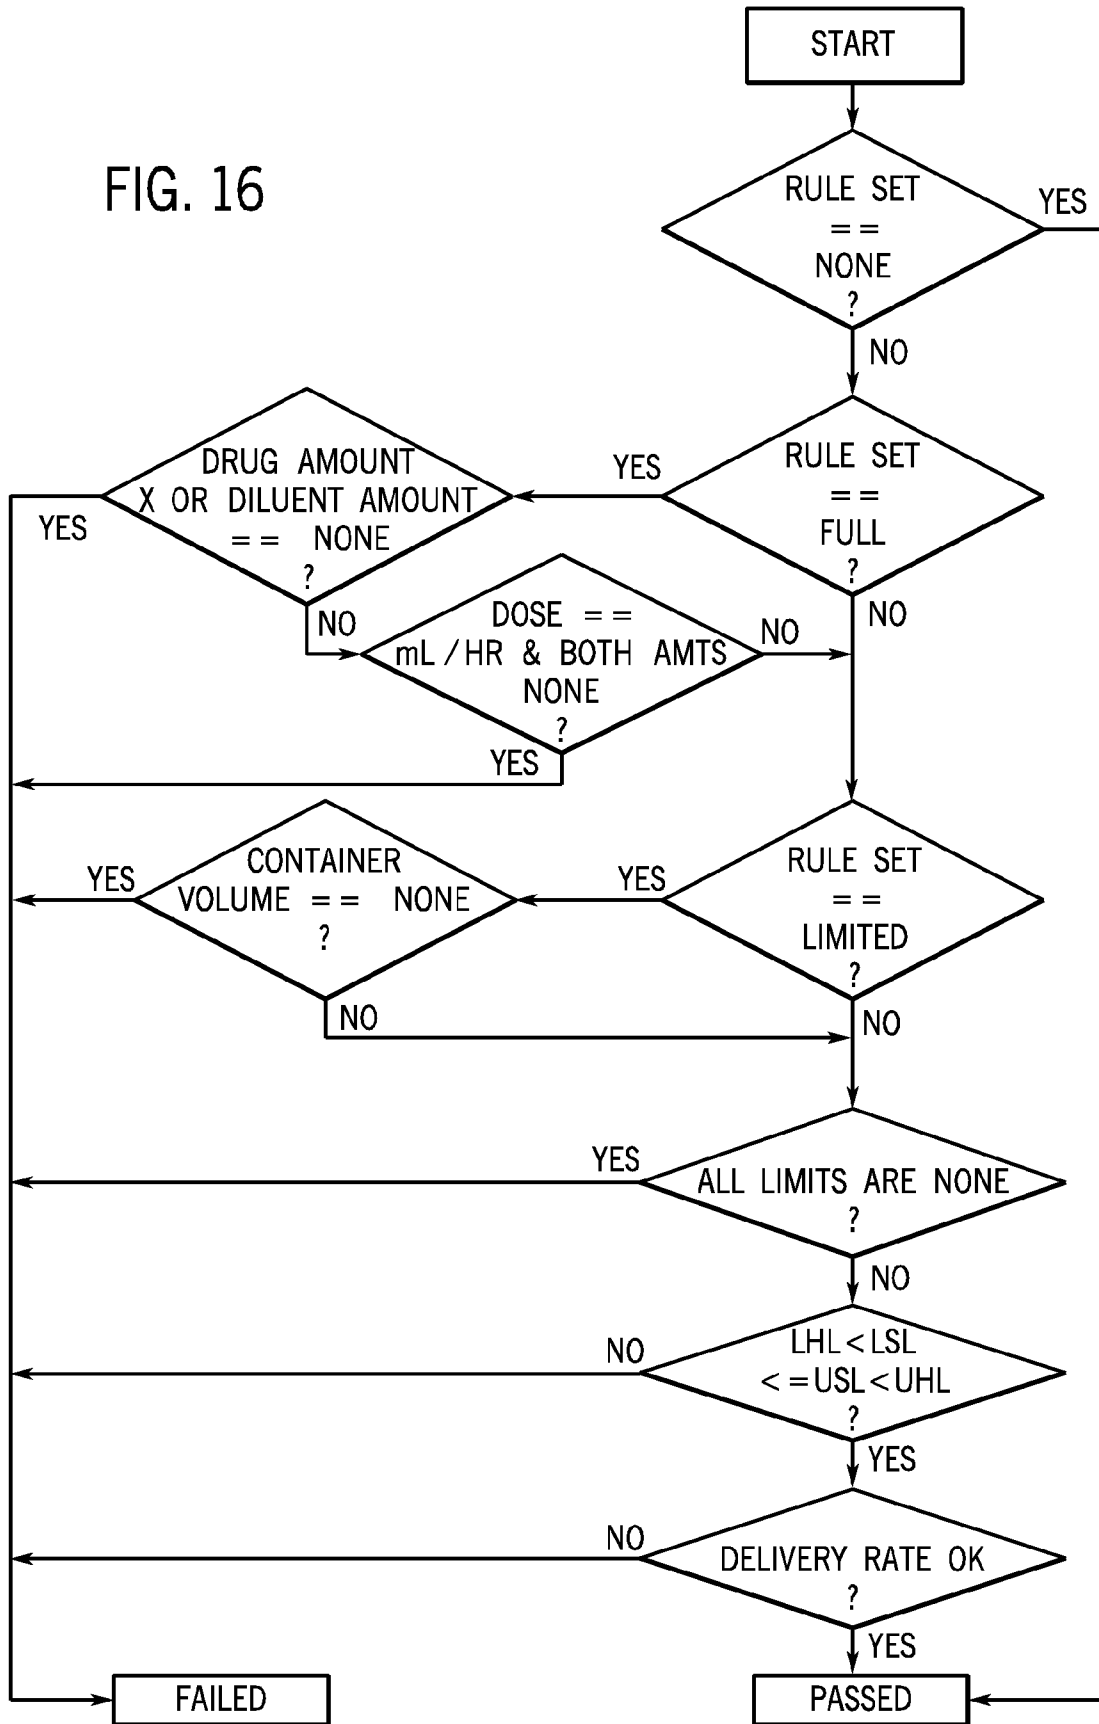 START
FIG. 16
RULE SET
==
NONE
?
YES
NO
RULE SET
==
FULL
?
YES
NO
DRUG AMOUNT
X OR DILUENT AMOUNT
== NONE
?
YES
NO
DOSE ==
mL/HR & BOTH AMTS
NONE
?
NO
YES
RULE SET
==
LIMITED
?
YES
NO
CONTAINER
VOLUME == NONE
?
YES
NO
ALL LIMITS ARE NONE
?
YES
NO
LHL<LSL
<=USL<UHL
?
NO
YES
DELIVERY RATE OK
?
NO
YES
FAILED
PASSED